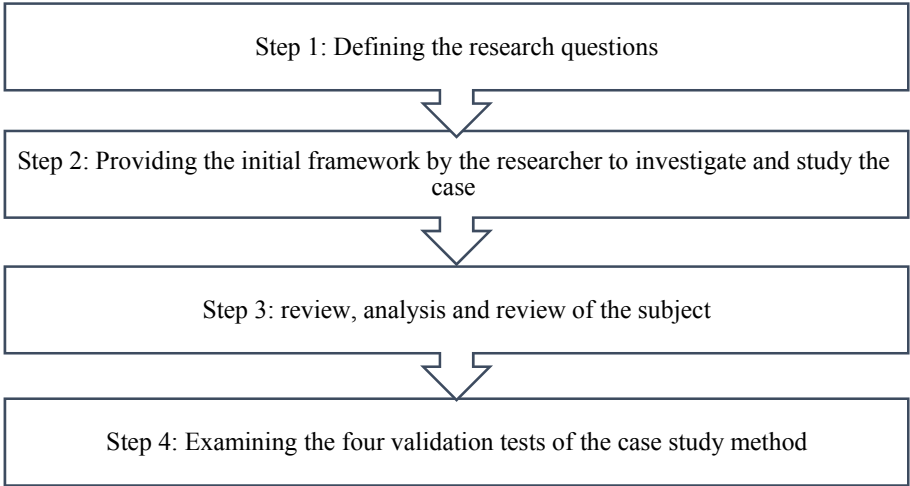 Step 1: Defining the research questions
Step 2: Providing the initial framework by the researcher to investigate and study the
case
Step 3: review, analysis and review of the subject
Step 4: Examining the four validation tests of the case study method